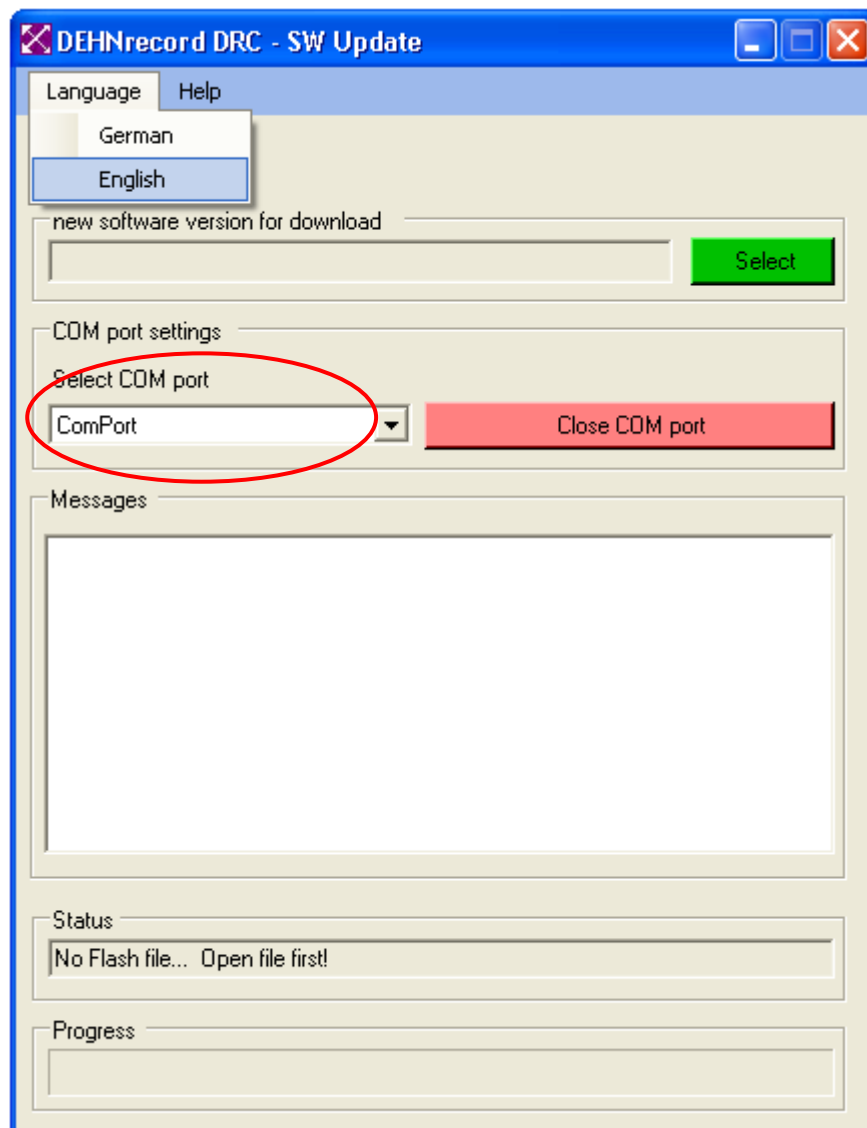 DEHNrecord DRC - SW Update
Language Help
German
English
new software version for download
Select
COM port settings
Select COM port
ComPort
Close COM port
Messages
Status
No Flash file... Open file first!
Progress